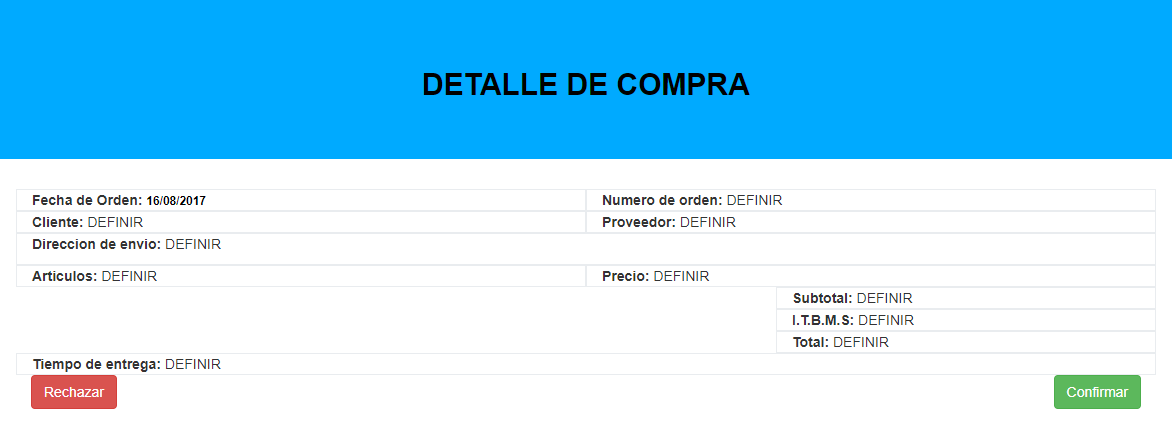 DETALLE DE COMPRA
Fecha de Orden: 16/08/2017 Numero de orden: DEFINIR
Cliente: DEFINIR Proveedor: DEFINIR
Direccion de envio: DEFINIR
Articulos: DEFINIR Precio: DEFINIR
Subtotal: DEFINIR
I.T.B.M.S: DEFINIR
Total: DEFINIR
Tiempo de entrega: DEFINIR
Rechazar Confirmar